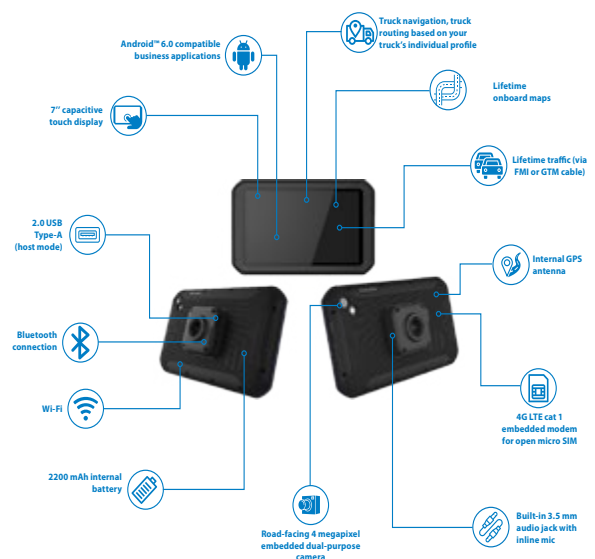 Truck navigation, truck
routing based on your
truck's individual profile
Android™ 6.0 compatible
business applications
Lifetime
onboard maps
7″ capacitive
touch display
Lifetime traffic (via
FMI or GTM cable)
2.0 USB
Type-A
(host mode)
Internal GPS
antenna
Bluetooth
connection
Wi-Fi
4G LTE cat 1
embedded modem
for open micro SIM
2200 mAh internal
battery
Built-in 3.5 mm
audio jack with
inline mic
Road-facing 4 megapixel
embedded dual-purpose
camera